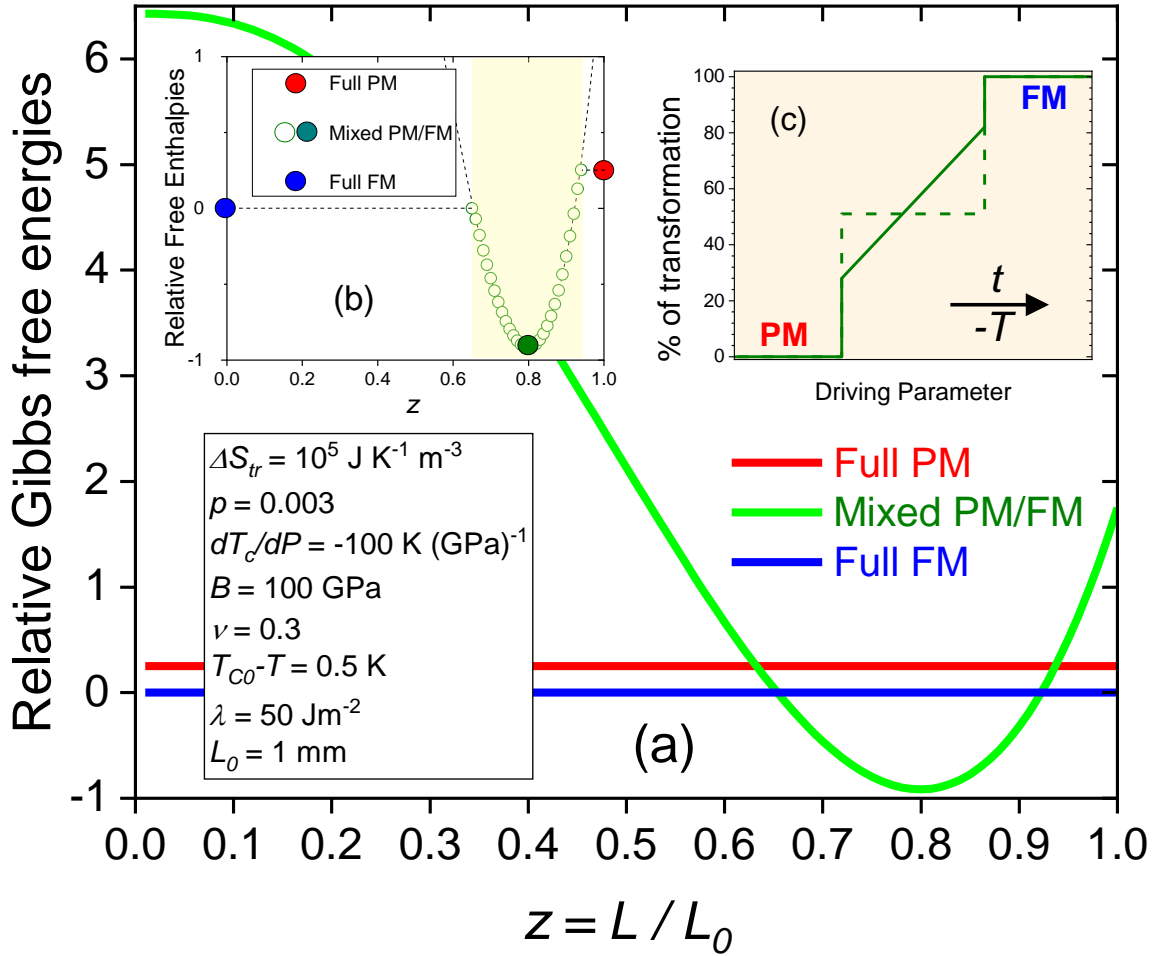 Relative Gibbs free energies
6
5
4
3
2
1
0
-1
0.0 0.1 0.2 0.3 0.4 0.5 0.6 0.7 0.8 0.9 1.0
z = L / L₀
(a)
Full PM
Mixed PM/FM
Full FM
Relative Free Enthalpies
1
0
-1
Full PM
Mixed PM/FM
Full FM
(b)
0.0 0.2 0.4 0.6 0.8 1.0
z
% of transformation
100
80
60
40
20
0
(c)
FM
PM
t
-T
Driving Parameter
ΔS_tr = 10⁵ J K⁻¹ m⁻³
p = 0.003
dT_c/dP = -100 K (GPa)⁻¹
B = 100 GPa
ν = 0.3
T_C0-T = 0.5 K
λ = 50 Jm⁻²
L₀ = 1 mm